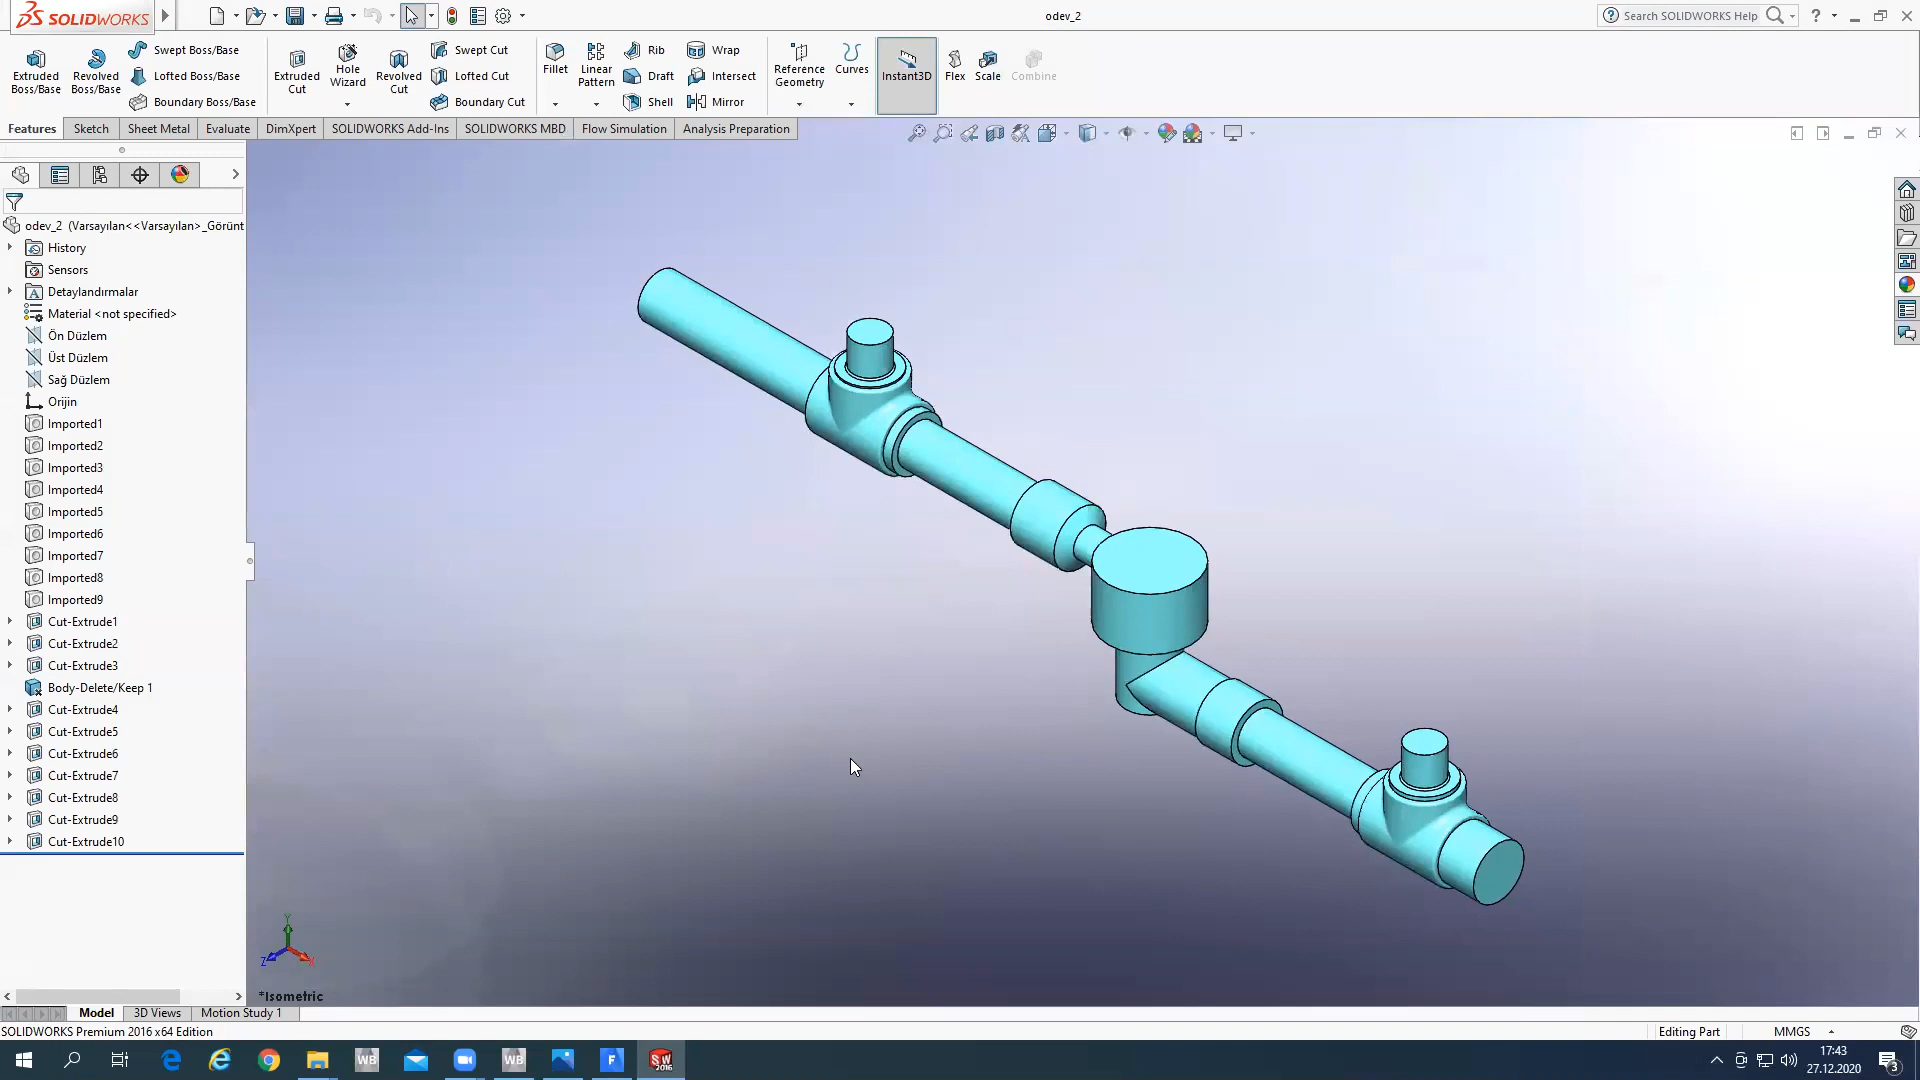 SOLIDWORKS
odev_2
Search SOLIDWORKS Help
Extruded Boss/Base
Revolved Boss/Base
Swept Boss/Base
Lofted Boss/Base
Boundary Boss/Base
Extruded Cut
Hole Wizard
Revolved Cut
Swept Cut
Lofted Cut
Boundary Cut
Fillet
Linear Pattern
Rib
Draft
Shell
Wrap
Intersect
Mirror
Reference Geometry
Curves
Instant3D
Flex
Scale
Combine
Features
Sketch
Sheet Metal
Evaluate
DimXpert
SOLIDWORKS Add-Ins
SOLIDWORKS MBD
Flow Simulation
Analysis Preparation
odev_2 (Varsayılan<<Varsayılan>_Görünt
History
Sensors
Detaylandırmalar
Material <not specified>
Ön Düzlem
Üst Düzlem
Sağ Düzlem
Orijin
Imported1
Imported2
Imported3
Imported4
Imported5
Imported6
Imported7
Imported8
Imported9
Cut-Extrude1
Cut-Extrude2
Cut-Extrude3
Body-Delete/Keep 1
Cut-Extrude4
Cut-Extrude5
Cut-Extrude6
Cut-Extrude7
Cut-Extrude8
Cut-Extrude9
Cut-Extrude10
Y
Z
X
*Isometric
Model
3D Views
Motion Study 1
SOLIDWORKS Premium 2016 x64 Edition
Editing Part
MMGS
WB
WB
F
SW 2016
17:43
27.12.2020
3